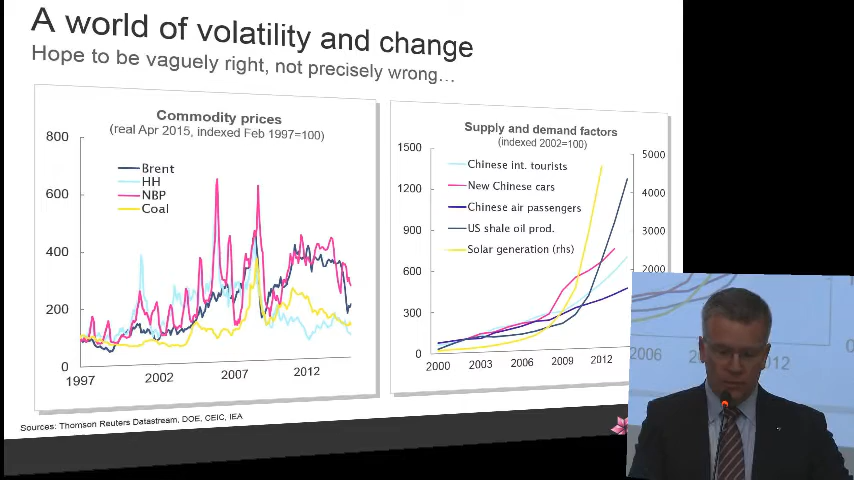 A world of volatility and change
Hope to be vaguely right, not precisely wrong…
Commodity prices
(real Apr 2015, indexed Feb 1997=100)
800
600
400
200
0
Brent
HH
NBP
Coal
1997
2002
2007
2012
Supply and demand factors
(indexed 2002=100)
1500
1200
900
600
300
0
5000
4000
3000
2000
Chinese int. tourists
New Chinese cars
Chinese air passengers
US shale oil prod.
Solar generation (rhs)
2000
2003
2006
2009
2012
Sources: Thomson Reuters Datastream, DOE, CEIC, IEA
2006
20
12
0